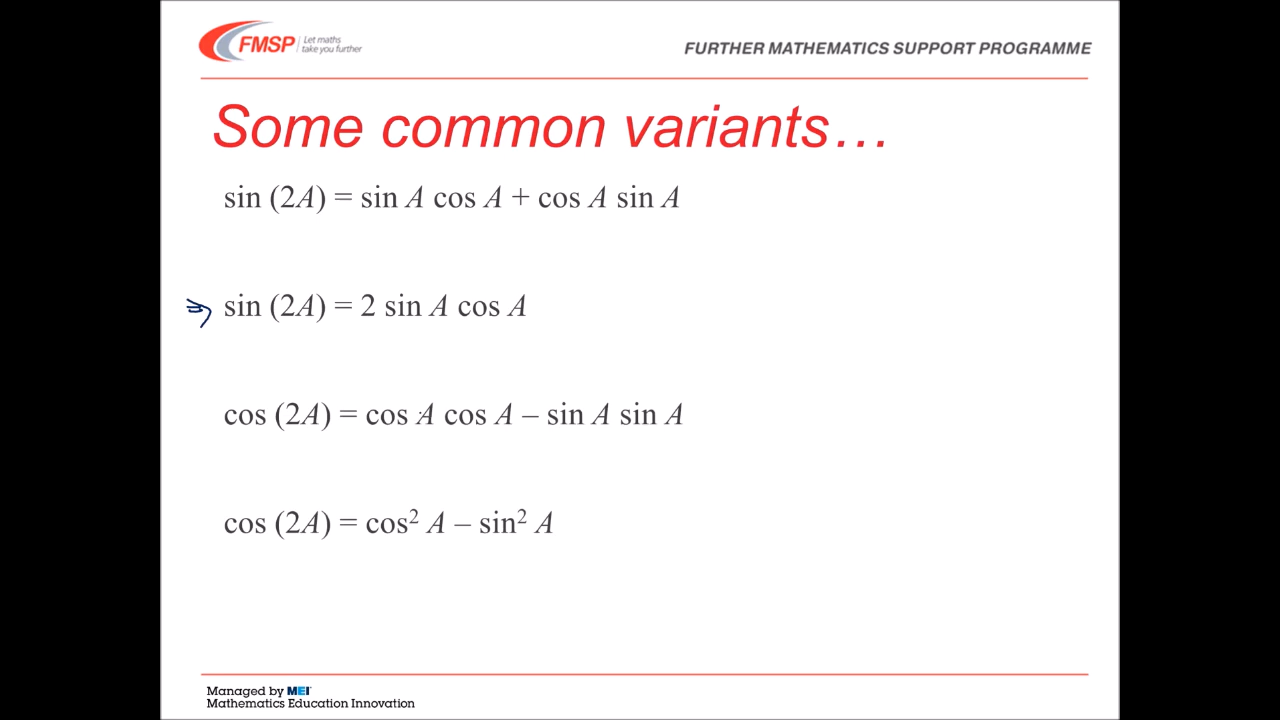 FMSP Let maths
take you further
FURTHER MATHEMATICS SUPPORT PROGRAMME
Some common variants…
sin (2A) = sin A cos A + cos A sin A
⇒ sin (2A) = 2 sin A cos A
cos (2A) = cos A cos A – sin A sin A
cos (2A) = cos² A – sin² A
Managed by MEI
Mathematics Education Innovation